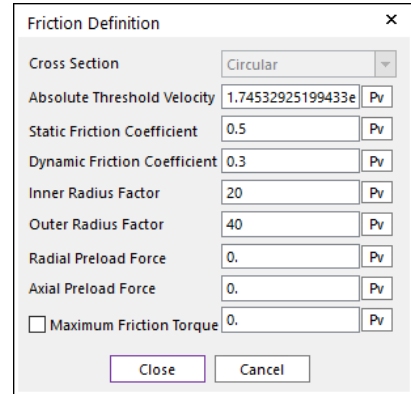 Friction Definition ×
Cross Section Circular
Absolute Threshold Velocity 1.74532925199433e Pv
Static Friction Coefficient 0.5 Pv
Dynamic Friction Coefficient 0.3 Pv
Inner Radius Factor 20 Pv
Outer Radius Factor 40 Pv
Radial Preload Force 0. Pv
Axial Preload Force 0. Pv
Maximum Friction Torque 0. Pv
Close Cancel